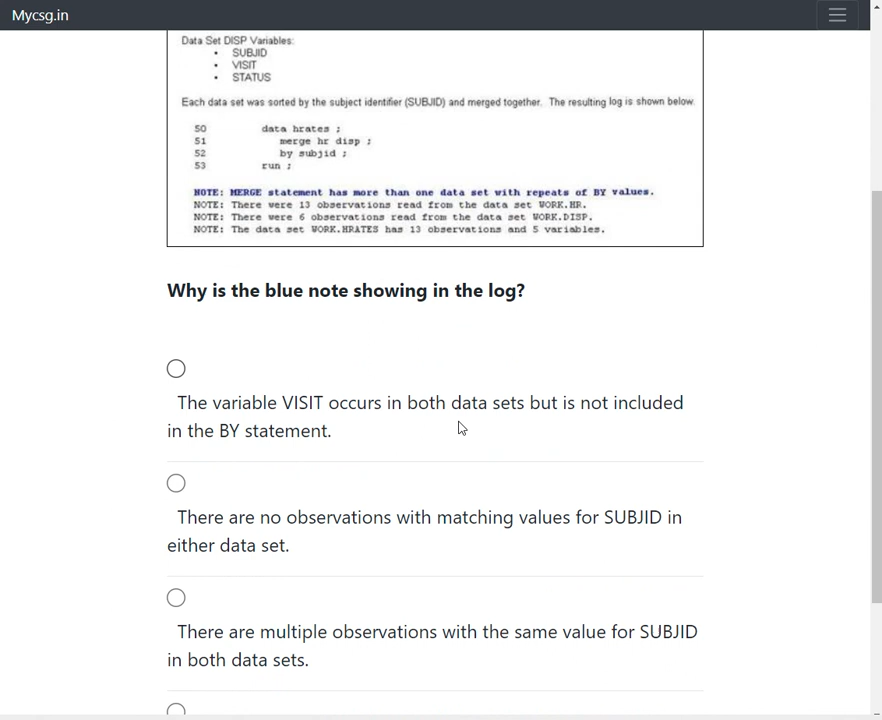 Mycsg.in
Data Set DISP Variables:
• SUBJID
• VISIT
• STATUS
Each data set was sorted by the subject identifier (SUBJID) and merged together. The resulting log is shown below.
50 data hrates ;
51 merge hr disp ;
52 by subjid ;
53 run ;
NOTE: MERGE statement has more than one data set with repeats of BY values.
NOTE: There were 13 observations read from the data set WORK.HR.
NOTE: There were 6 observations read from the data set WORK.DISP.
NOTE: The data set WORK.HRATES has 13 observations and 5 variables.
Why is the blue note showing in the log?
The variable VISIT occurs in both data sets but is not included
in the BY statement.
There are no observations with matching values for SUBJID in
either data set.
There are multiple observations with the same value for SUBJID
in both data sets.